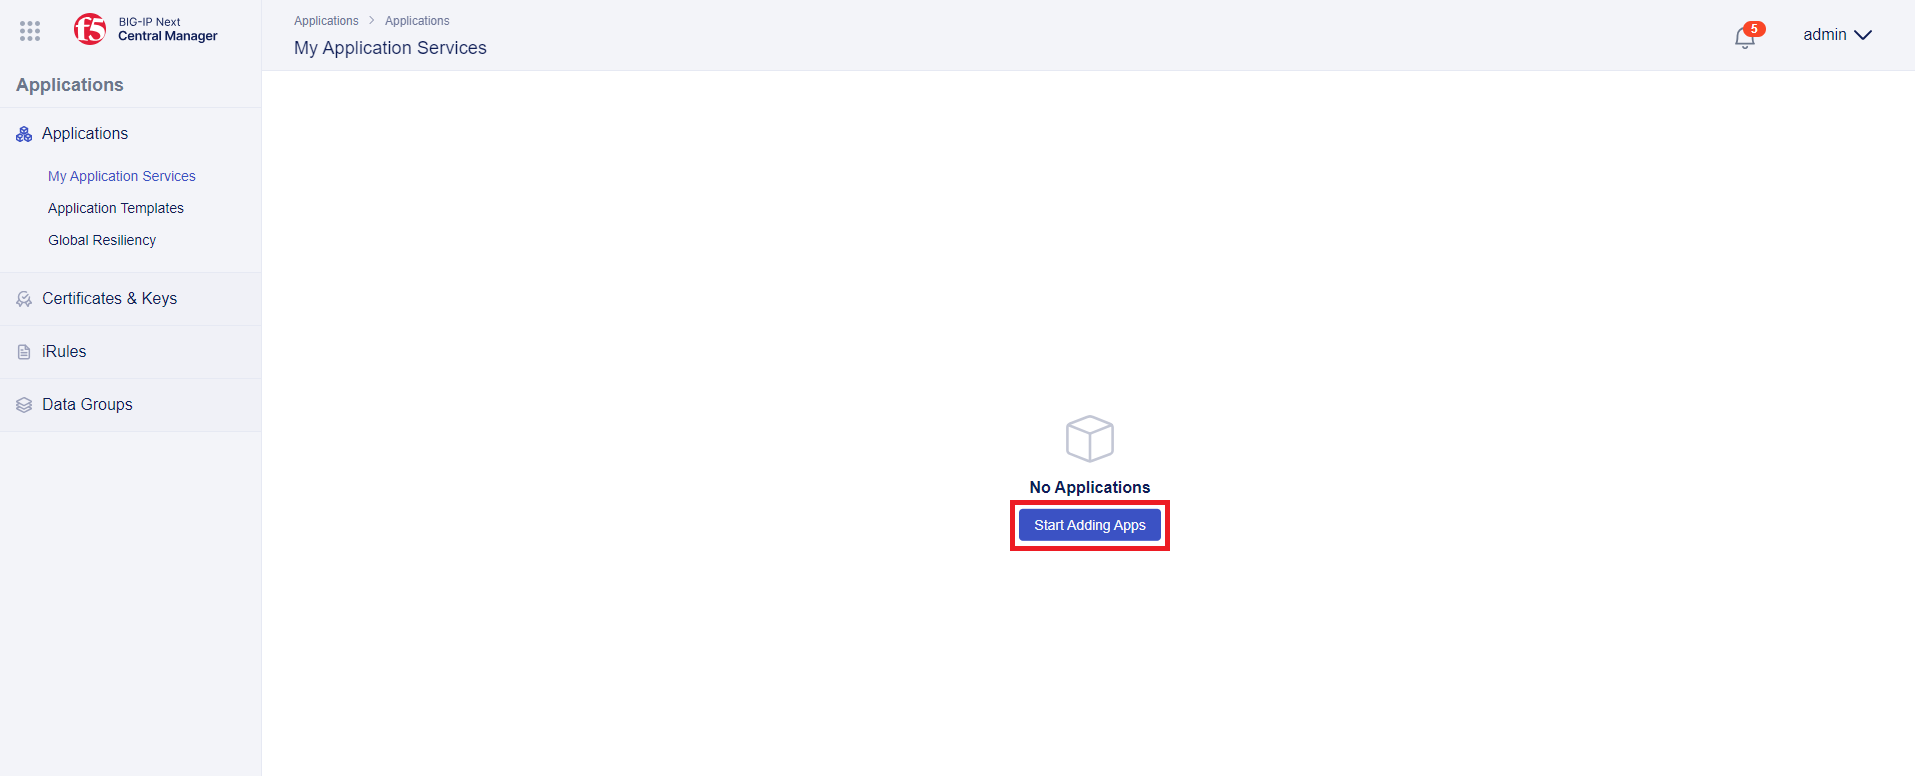 f5
BIG-IP Next
Central Manager
Applications
Applications
My Application Services
Application Templates
Global Resiliency
Certificates & Keys
iRules
Data Groups
Applications > Applications
My Application Services
5
admin
No Applications
Start Adding Apps